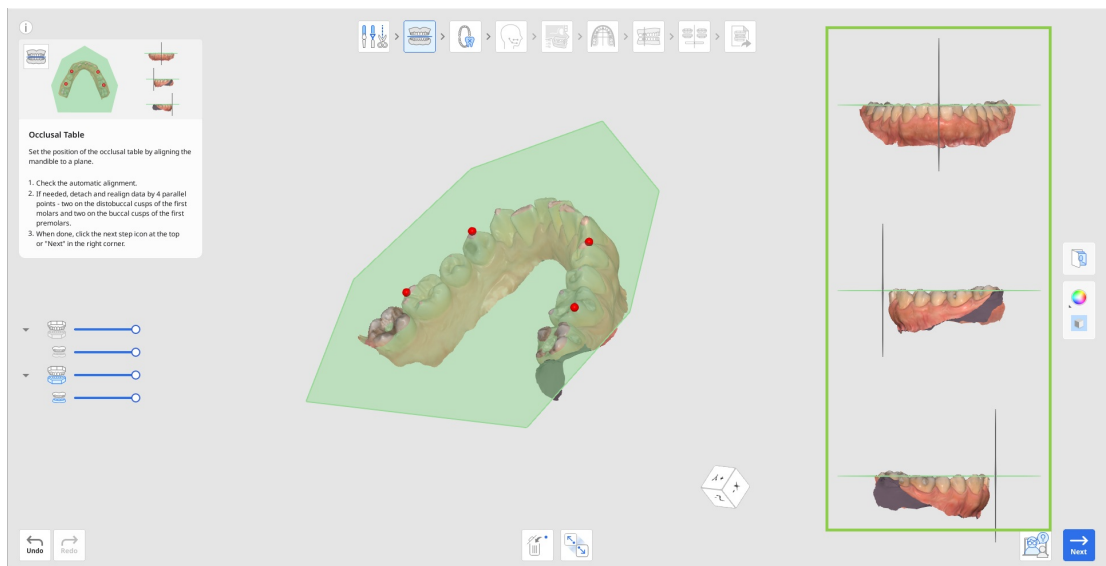 Occlusal Table
Set the position of the occlusal table by aligning the
mandible to a plane.
1. Check the automatic alignment.
2. If needed, detach and realign data by 4 parallel
points - two on the distobuccal cusps of the first
molars and two on the buccal cusps of the first
premolars.
3. When done, click the next step icon at the top
or "Next" in the right corner.
Undo
Redo
Next